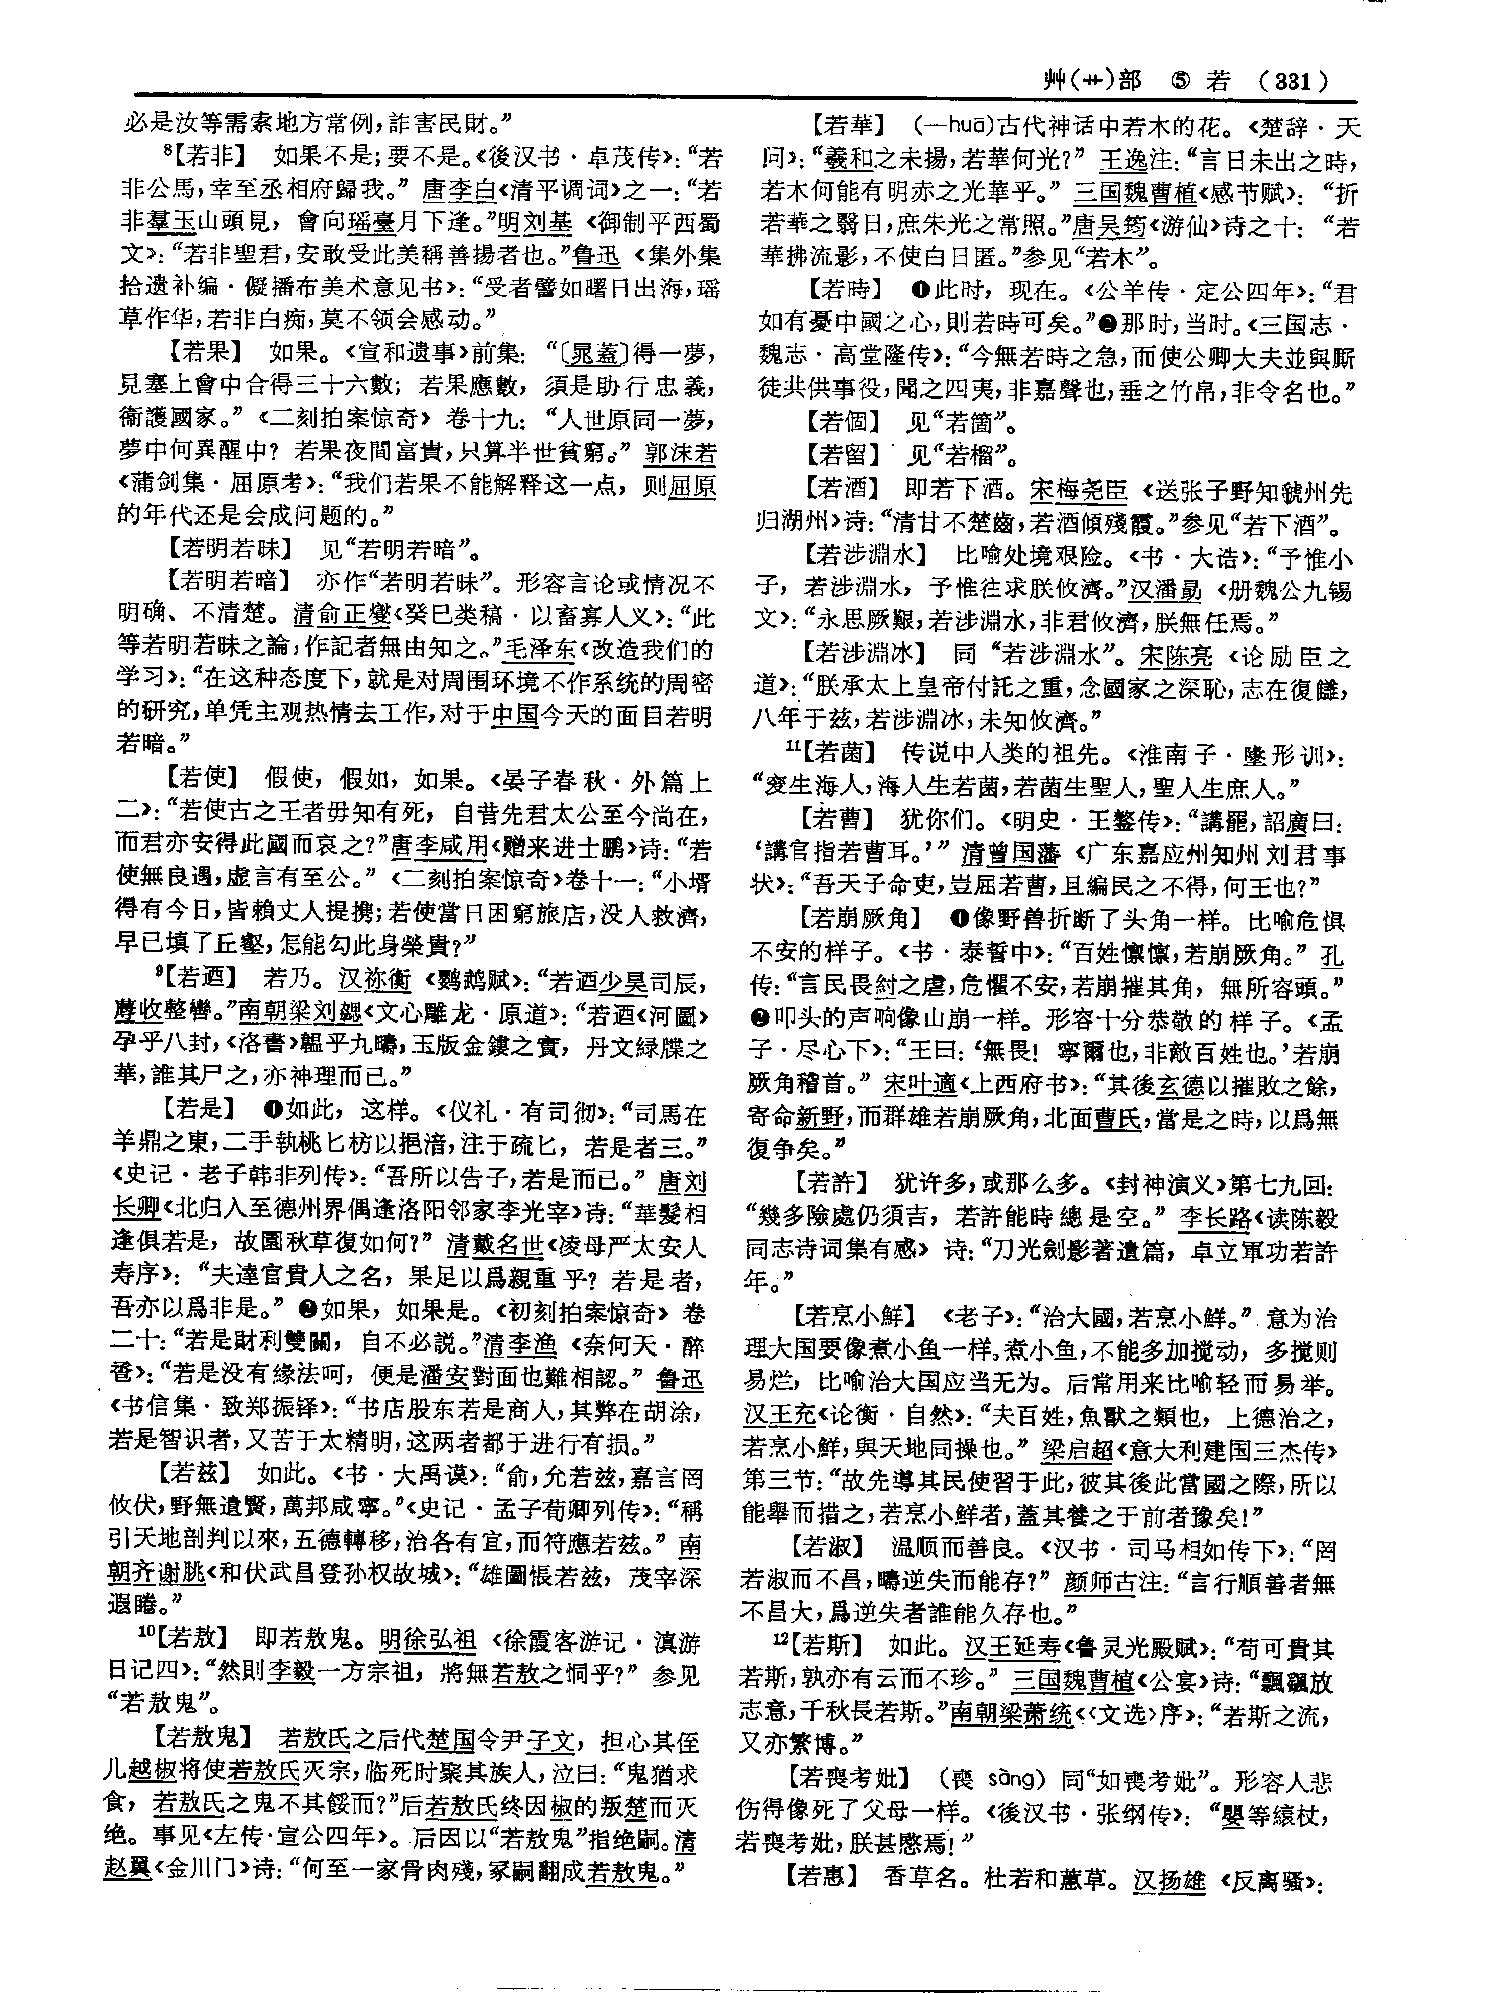 艸(艹)部 ⑤ 若 (331)
必是汝等需索地方常例，詐害民財。”
⁸【若非】 如果不是；要不是。《後汉书·卓茂传》：“若
非公馬，幸至丞相府歸我。” 唐李白《清平调词》之一：“若
非羣玉山頭見，會向瑶臺月下逢。”明刘基《御制平西蜀
文》：“若非聖君，安敢受此美稱善揚者也。”鲁迅《集外集
拾遗补编·儗播布美术意见书》：“受者譬如曙日出海，瑶
草作华，若非白痴，莫不领会感动。”
【若果】 如果。《宣和遗事》前集：“〔晁蓋〕得一夢，
見寨上會中合得三十六數；若果應數，須是助行忠義，
衛護國家。”《二刻拍案惊奇》卷十九：“人世原同一夢，
夢中何異醒中？若果夜間富貴，只算半世貧窮。” 郭沫若
《蒲剑集·屈原考》：“我们若果不能解释这一点，则屈原
的年代还是会成问题的。”
【若明若昧】 见“若明若暗”。
【若明若暗】 亦作“若明若昧”。形容言论或情况不
明确、不清楚。清俞正燮《癸巳类稿·以畜寡人义》：“此
等若明若昧之論，作記者無由知之。”毛泽东《改造我们的
学习》：“在这种态度下，就是对周围环境不作系统的周密
的研究，单凭主观热情去工作，对于中国今天的面目若明
若暗。”
【若使】 假使，假如，如果。《晏子春秋·外篇上
二》：“若使古之王者毋知有死，自昔先君太公至今尚在，
而君亦安得此國而哀之？”唐李咸用《赠来进士鹏》诗：“若
使無良遇，虚言有至公。”《二刻拍案惊奇》卷十一：“小壻
得有今日，皆賴丈人提携；若使當日困窮旅店，没人救濟，
早已填了丘壑，怎能勾此身榮貴？”
⁹【若迺】 若乃。汉祢衡《鹦鹉赋》：“若迺少昊司辰，
蓐收整轡。”南朝梁刘勰《文心雕龙·原道》：“若迺《河圖》
孕乎八卦，《洛書》韞乎九疇，玉版金鏤之實，丹文緑牒之
華，誰其尸之，亦神理而已。”
【若是】 ❶如此，这样。《仪礼·有司彻》：“司馬在
羊鼎之東，二手執桃匕枋以挹湆，注于疏匕，若是者三。”
《史记·老子韩非列传》：“吾所以告子，若是而已。” 唐刘
长卿《北归入至德州界偶逢洛阳邻家李光宰》诗：“華髮相
逢俱若是，故園秋草復如何？” 清戴名世《凌母严太安人
寿序》：“夫達官貴人之名，果足以爲親重乎？若是者，
吾亦以爲非是。” ❷如果，如果是。《初刻拍案惊奇》卷
二十：“若是財利雙關，自不必説。”清李渔《奈何天·醉
卺》：“若是没有緣法呵，便是潘安對面也難相認。” 鲁迅
《书信集·致郑振铎》：“书店股东若是商人，其弊在胡涂，
若是智识者，又苦于太精明，这两者都于进行有损。”
【若兹】 如此。《书·大禹谟》：“俞，允若兹，嘉言罔
攸伏，野無遺賢，萬邦咸寧。”《史记·孟子荀卿列传》：“稱
引天地剖判以來，五德轉移，治各有宜，而符應若兹。” 南
朝齐谢朓《和伏武昌登孙权故城》：“雄圖悵若兹，茂宰深
遐睠。”
¹⁰【若敖】 即若敖鬼。明徐弘祖《徐霞客游记·滇游
日记四》：“然則李毅一方宗祖，將無若敖之恫乎？” 参见
“若敖鬼”。
【若敖鬼】 若敖氏之后代楚国令尹子文，担心其侄
儿越椒将使若敖氏灭宗，临死时聚其族人，泣曰：“鬼猶求
食，若敖氏之鬼不其餒而？”后若敖氏终因椒的叛楚而灭
绝。事见《左传·宣公四年》。后因以“若敖鬼”指绝嗣。清
赵翼《金川门》诗：“何至一家骨肉殘，冢嗣翻成若敖鬼。”
【若華】 (—huā)古代神话中若木的花。《楚辞·天
问》：“羲和之未揚，若華何光？” 王逸注：“言日未出之時，
若木何能有明赤之光華乎。” 三国魏曹植《感节赋》：“折
若華之翳日，庶朱光之常照。”唐吴筠《游仙》诗之十：“若
華拂流影，不使白日匿。”参见“若木”。
【若時】 ❶此时，现在。《公羊传·定公四年》：“君
如有憂中國之心，則若時可矣。”❷那时，当时。《三国志·
魏志·高堂隆传》：“今無若時之急，而使公卿大夫並與厮
徒共供事役，聞之四夷，非嘉聲也，垂之竹帛，非令名也。”
【若個】 见“若箇”。
【若留】 见“若榴”。
【若酒】 即若下酒。宋梅尧臣《送张子野知虢州先
归湖州》诗：“清甘不楚齒，若酒傾殘霞。”参见“若下酒”。
【若涉淵水】 比喻处境艰险。《书·大诰》：“予惟小
子，若涉淵水，予惟往求朕攸濟。”汉潘勗《册魏公九锡
文》：“永思厥艱，若涉淵水，非君攸濟，朕無任焉。”
【若涉淵冰】 同“若涉淵水”。宋陈亮《论励臣之
道》：“朕承太上皇帝付託之重，念國家之深恥，志在復讎，
八年于兹，若涉淵冰，未知攸濟。”
¹¹【若菌】 传说中人类的祖先。《淮南子·墬形训》：
“窔生海人，海人生若菌，若菌生聖人，聖人生庶人。”
【若曹】 犹你们。《明史·王鏊传》：“講罷，詔廣曰：
‘講官指若曹耳。’” 清曾国藩《广东嘉应州知州刘君事
状》：“吾天子命吏，豈屈若曹，且編民之不得，何王也？”
【若崩厥角】 ❶像野兽折断了头角一样。比喻危惧
不安的样子。《书·泰誓中》：“百姓懍懍，若崩厥角。” 孔
传：“言民畏紂之虐，危懼不安，若崩摧其角，無所容頭。”
❷叩头的声响像山崩一样。形容十分恭敬的样子。《孟
子·尽心下》：“王曰：‘無畏！寧爾也，非敵百姓也。’若崩
厥角稽首。” 宋叶適《上西府书》：“其後玄德以摧敗之餘，
寄命新野，而群雄若崩厥角，北面曹氏，當是之時，以爲無
復争矣。”
【若許】 犹许多，或那么多。《封神演义》第七九回：
“幾多險處仍須吉，若許能時總是空。” 李长路《读陈毅
同志诗词集有感》诗：“刀光劍影著遺篇，卓立軍功若許
年。”
【若烹小鮮】 《老子》：“治大國，若烹小鮮。” 意为治
理大国要像煮小鱼一样。煮小鱼，不能多加搅动，多搅则
易烂，比喻治大国应当无为。后常用来比喻轻而易举。
汉王充《论衡·自然》：“夫百姓，魚獸之類也，上德治之，
若烹小鮮，與天地同操也。” 梁启超《意大利建国三杰传》
第三节：“故先導其民使習于此，彼其後此當國之際，所以
能舉而措之，若烹小鮮者，蓋其養之于前者豫矣！”
【若淑】 温顺而善良。《汉书·司马相如传下》：“罔
若淑而不昌，疇逆失而能存？” 颜师古注：“言行順善者無
不昌大，爲逆失者誰能久存也。”
¹²【若斯】 如此。汉王延寿《鲁灵光殿赋》：“苟可貴其
若斯，孰亦有云而不珍。” 三国魏曹植《公宴》诗：“飄飖放
志意，千秋長若斯。”南朝梁萧统《〈文选〉序》：“若斯之流，
又亦繁博。”
【若喪考妣】 (喪 sàng) 同“如喪考妣”。形容人悲
伤得像死了父母一样。《後汉书·张纲传》：“嬰等縗杖，
若喪考妣，朕甚愍焉！”
【若惠】 香草名。杜若和蕙草。汉扬雄《反离骚》：